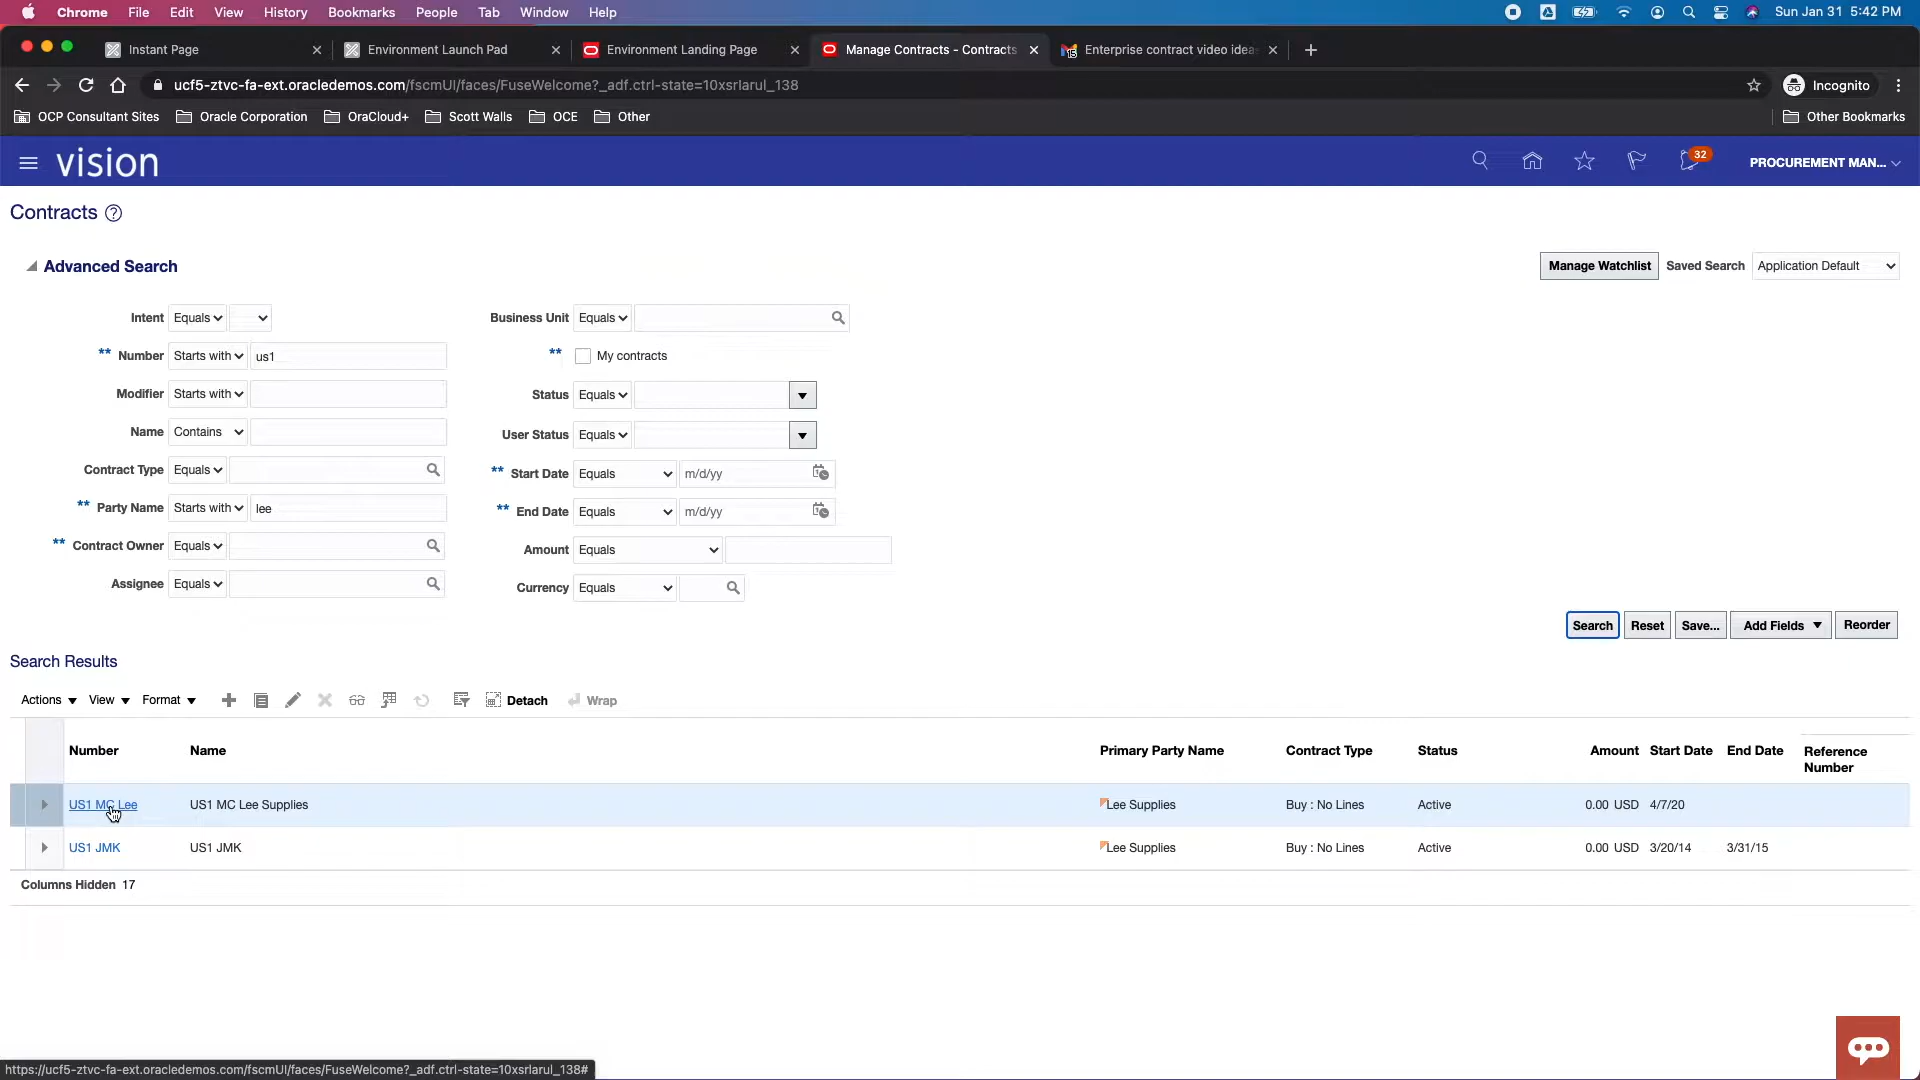 Chrome File Edit View History Bookmarks People Tab Window Help Sun Jan 31 5:42 PM
Instant Page Environment Launch Pad Environment Landing Page Manage Contracts - Contracts 15 Enterprise contract video idea
ucf5-ztvc-fa-ext.oracledemos.com/fscmUI/faces/FuseWelcome?_adf.ctrl-state=10xsrlarul_138 Incognito
OCP Consultant Sites Oracle Corporation OraCloud+ Scott Walls OCE Other Other Bookmarks
vision 32 PROCUREMENT MAN...
Contracts ?
Advanced Search Manage Watchlist Saved Search Application Default
Intent Equals Business Unit Equals
** Number Starts with us1 ** My contracts
Modifier Starts with Status Equals
Name Contains User Status Equals
Contract Type Equals ** Start Date Equals m/d/yy
** Party Name Starts with lee ** End Date Equals m/d/yy
** Contract Owner Equals Amount Equals
Assignee Equals Currency Equals
Search Reset Save... Add Fields Reorder
Search Results
Actions View Format Detach Wrap
Number Name Primary Party Name Contract Type Status Amount Start Date End Date Reference Number
US1 MC Lee US1 MC Lee Supplies Lee Supplies Buy : No Lines Active 0.00 USD 4/7/20
US1 JMK US1 JMK Lee Supplies Buy : No Lines Active 0.00 USD 3/20/14 3/31/15
Columns Hidden 17
https://ucf5-ztvc-fa-ext.oracledemos.com/fscmUI/faces/FuseWelcome?_adf.ctrl-state=10xsrlarul_138#